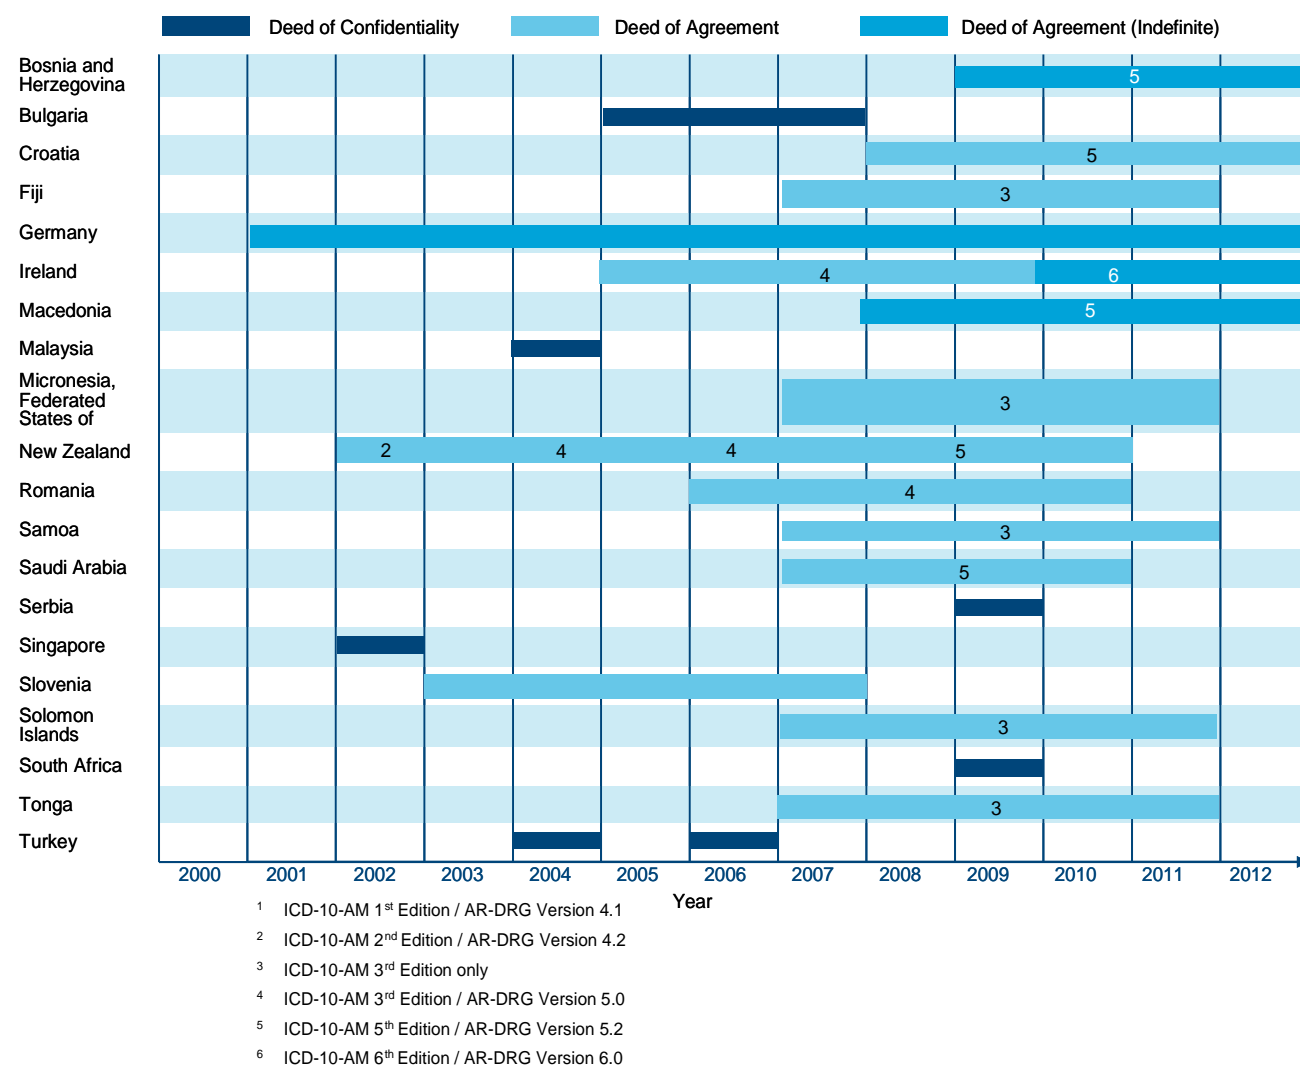 Deed of Confidentiality Deed of Agreement Deed of Agreement (Indefinite)
Bosnia and
Herzegovina
5
Bulgaria
Croatia
5
Fiji
3
Germany
Ireland
4 6
Macedonia
5
Malaysia
Micronesia,
Federated
States of
3
New Zealand
2 4 4 5
Romania
4
Samoa
3
Saudi Arabia
5
Serbia
Singapore
Slovenia
Solomon
Islands
3
South Africa
Tonga
3
Turkey
2000 2001 2002 2003 2004 2005 2006 2007 2008 2009 2010 2011 2012
Year
1 ICD-10-AM 1st Edition / AR-DRG Version 4.1
2 ICD-10-AM 2nd Edition / AR-DRG Version 4.2
3 ICD-10-AM 3rd Edition only
4 ICD-10-AM 3rd Edition / AR-DRG Version 5.0
5 ICD-10-AM 5th Edition / AR-DRG Version 5.2
6 ICD-10-AM 6th Edition / AR-DRG Version 6.0